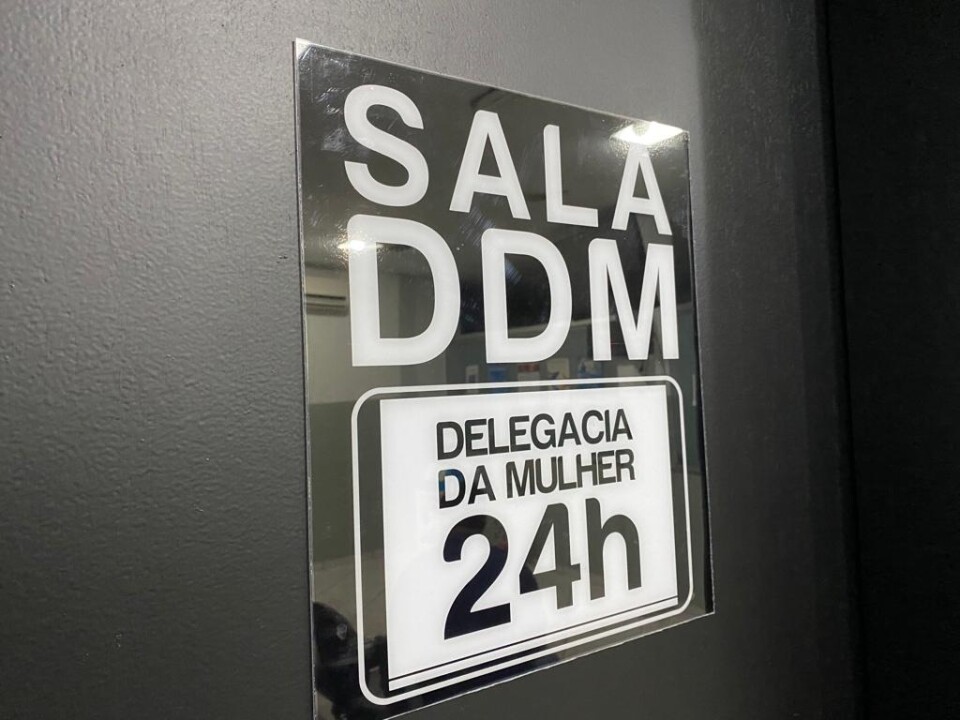 SALA
DDM
DELEGACIA
DA MULHER
24h